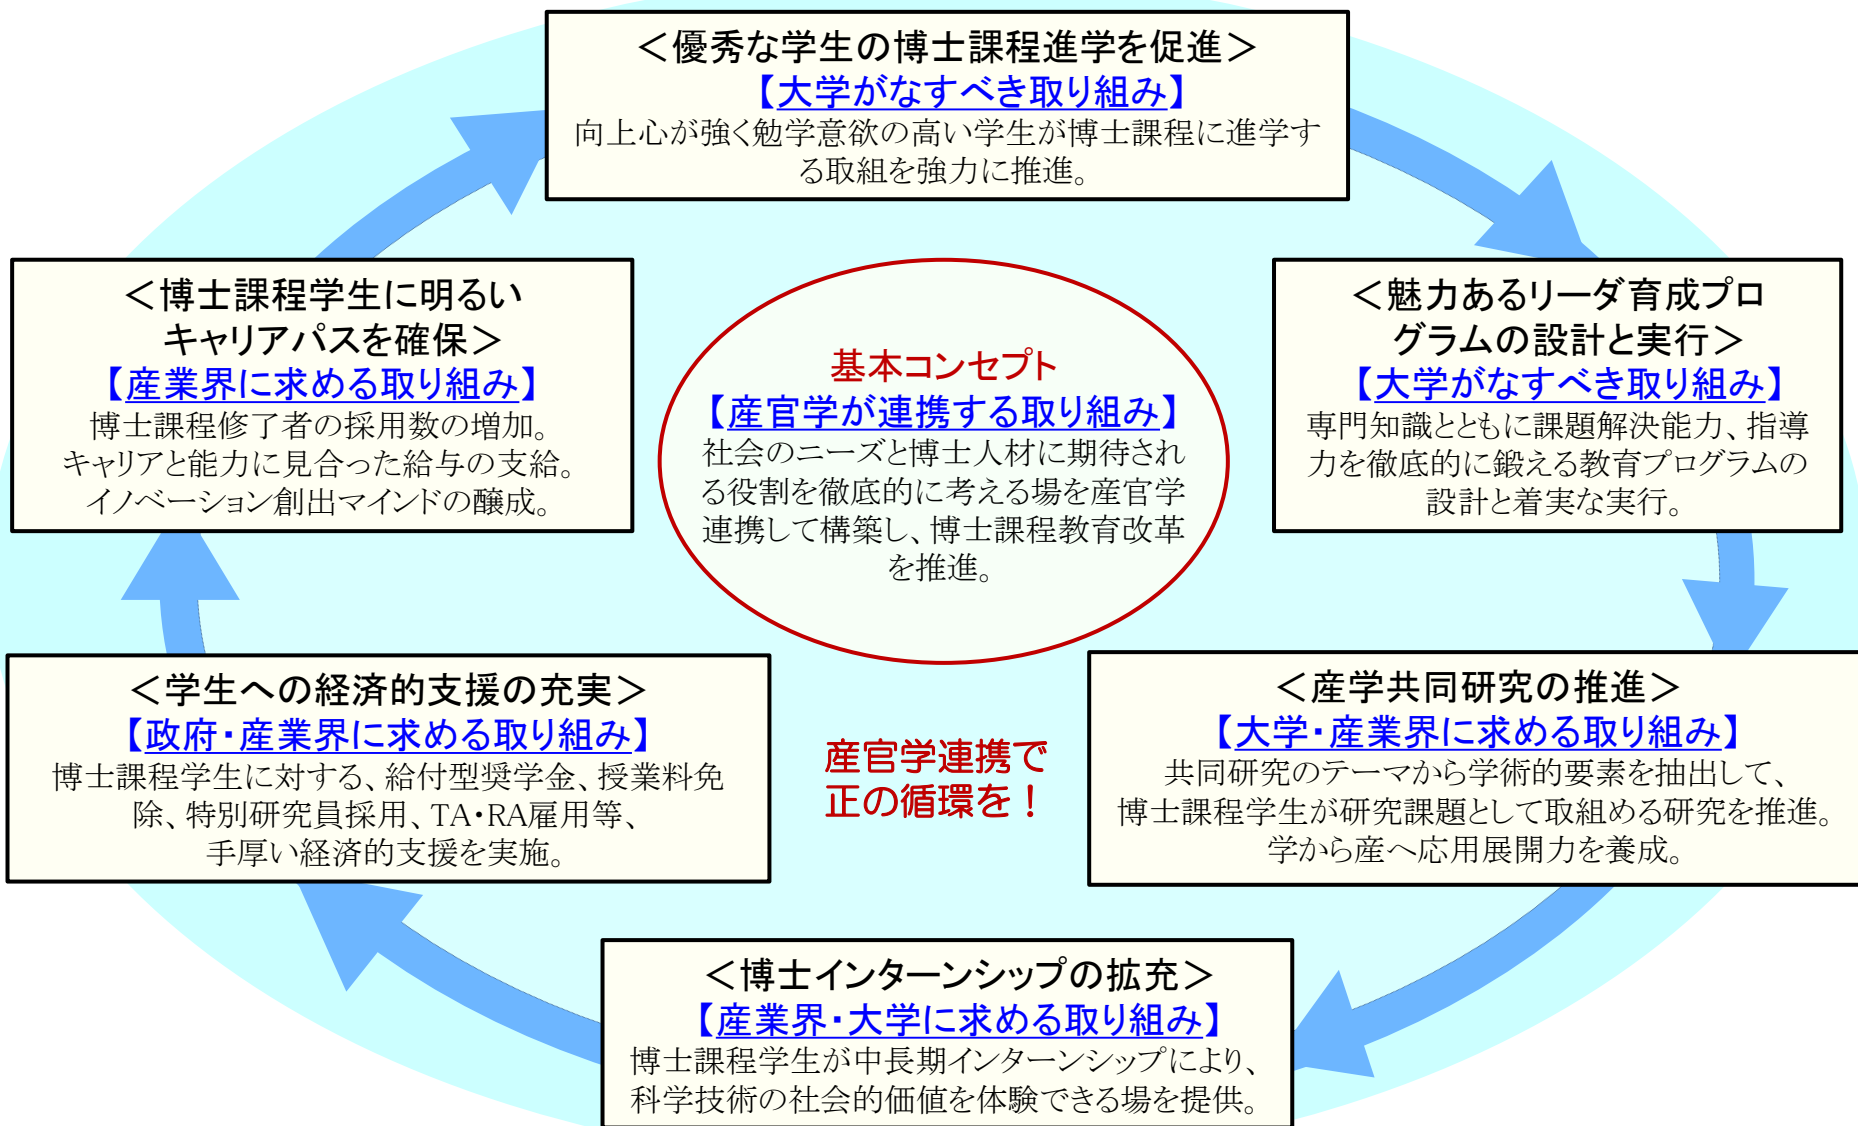 ＜優秀な学生の博士課程進学を促進＞
【大学がなすべき取り組み】
向上心が強く勉学意欲の高い学生が博士課程に進学す
る取組を強力に推進。
＜博士課程学生に明るい
キャリアパスを確保＞
【産業界に求める取り組み】
博士課程修了者の採用数の増加。
キャリアと能力に見合った給与の支給。
イノベーション創出マインドの醸成。
基本コンセプト
【産官学が連携する取り組み】
社会のニーズと博士人材に期待され
る役割を徹底的に考える場を産官学
連携して構築し、博士課程教育改革
を推進。
＜魅力あるリーダ育成プロ
グラムの設計と実行＞
【大学がなすべき取り組み】
専門知識とともに課題解決能力、指導
力を徹底的に鍛える教育プログラムの
設計と着実な実行。
＜学生への経済的支援の充実＞
【政府・産業界に求める取り組み】
博士課程学生に対する、給付型奨学金、授業料免
除、特別研究員採用、TA・RA雇用等、
手厚い経済的支援を実施。
産官学連携で
正の循環を！
＜産学共同研究の推進＞
【大学・産業界に求める取り組み】
共同研究のテーマから学術的要素を抽出して、
博士課程学生が研究課題として取組める研究を推進。
学から産へ応用展開力を養成。
＜博士インターンシップの拡充＞
【産業界・大学に求める取り組み】
博士課程学生が中長期インターンシップにより、
科学技術の社会的価値を体験できる場を提供。